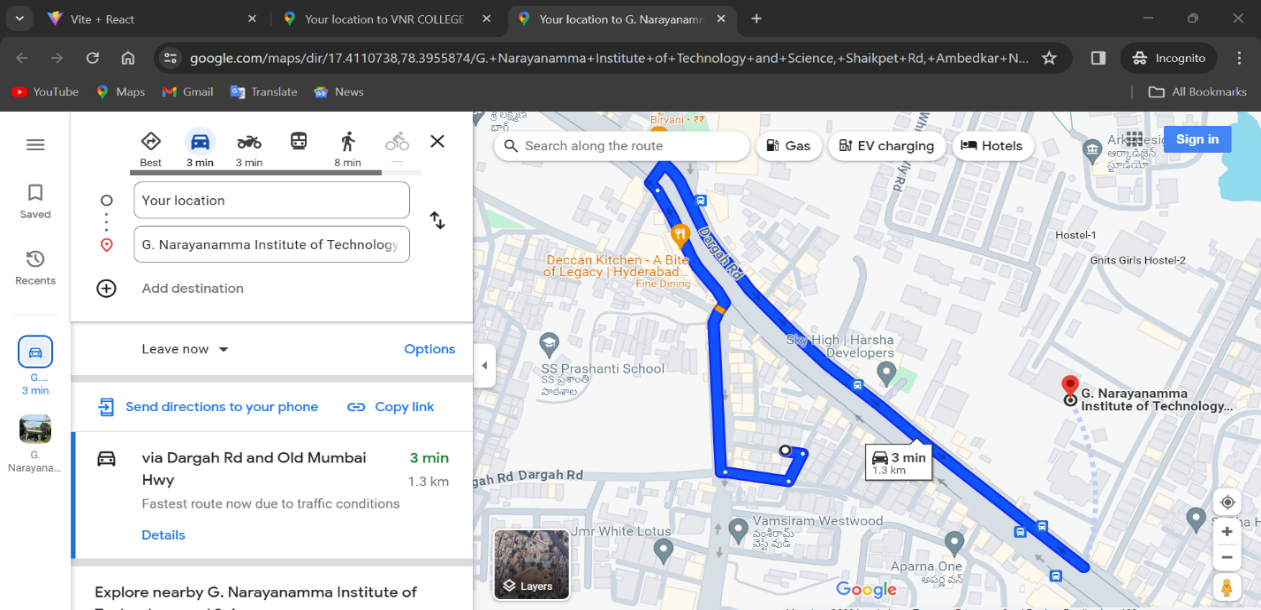 Vite + React
Your location to VNR COLLEGE
Your location to G. Narayanamm
google.com/maps/dir/17.4110738,78.3955874/G.+Narayanamma+Institute+of+Technology+and+Science,+Shaikpet+Rd,+Ambedkar+N...
Incognito
YouTube
Maps
Gmail
Translate
News
All Bookmarks
Saved
Recents
G....
3 min
G.
Narayana...
Best
3 min
3 min
8 min
Your location
G. Narayanamma Institute of Technology
Add destination
Leave now
Options
Send directions to your phone
Copy link
via Dargah Rd and Old Mumbai
Hwy
3 min
1.3 km
Fastest route now due to traffic conditions
Details
Explore nearby G. Narayanamma Institute of
Search along the route
Gas
EV charging
Hotels
Sign in
Biryani • ₹₹
Hostel-1
Gnits Girls Hostel-2
Dargah Rd
Deccan Kitchen - A Bite
of Legacy | Hyderabad...
Fine Dining
Sky High | Harsha
Developers
SS Prashanti School
SS ప్రశాంతి
పాఠశాల
G. Narayanamma
Institute of Technology...
3 min
1.3 km
gah Rd Dargah Rd
Jmr White Lotus
Vamsiram Westwood
వంశీరామ్
వెస్ట్ వుడ్
Aparna One
అపర్ణ వన్
Layers
Google